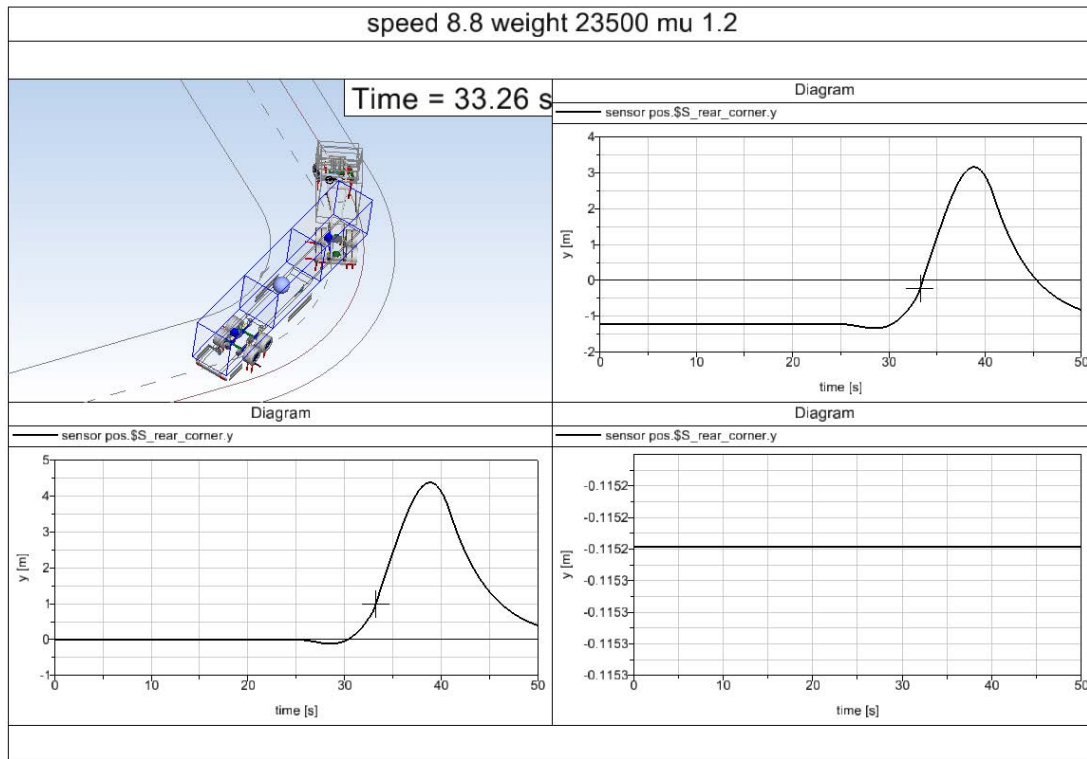 speed 8.8 weight 23500 mu 1.2
Time = 33.26 s
Diagram
sensor pos.$S_rear_corner.y
4
3
2
1
0
-1
-2
y [m]
0 10 20 30 40 50
time [s]
Diagram
sensor pos.$S_rear_corner.y
5
4
3
2
1
0
-1
y [m]
0 10 20 30 40 50
time [s]
Diagram
sensor pos.$S_rear_corner.y
-0.1152
-0.1152
-0.1152
-0.1153
-0.1153
-0.1153
-0.1153
y [m]
0 10 20 30 40 50
time [s]